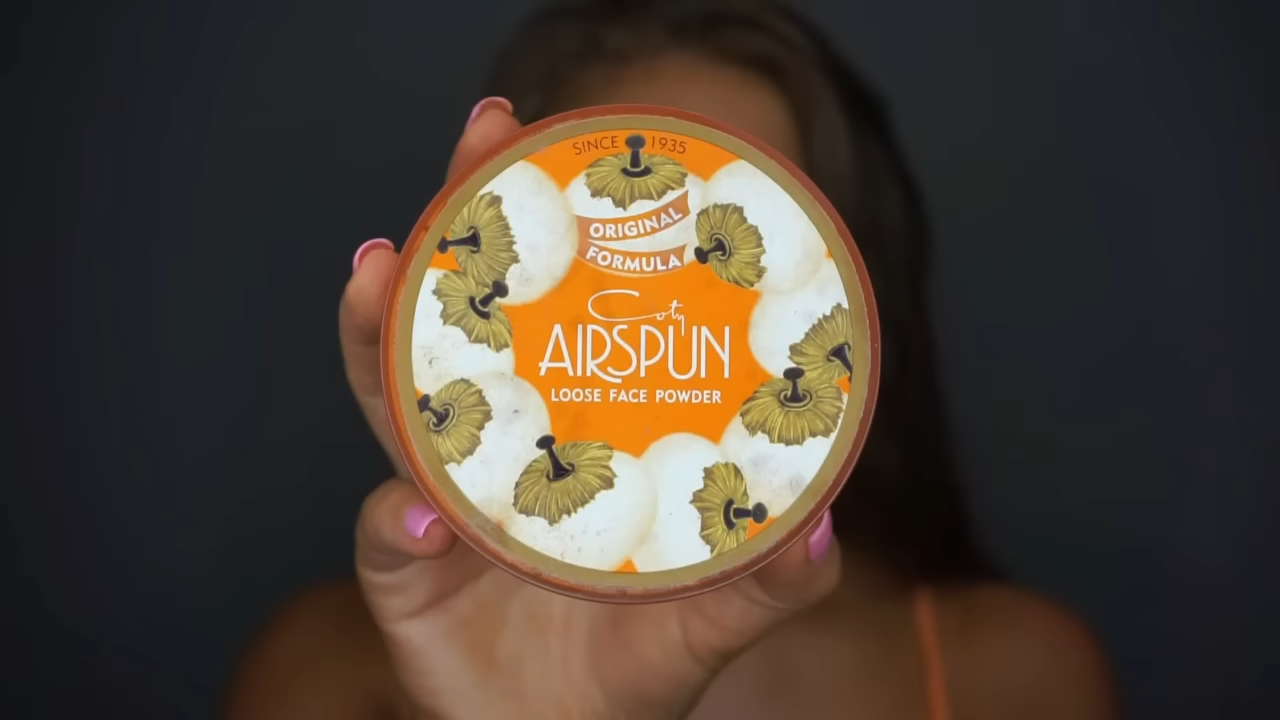 SINCE 1935
ORIGINAL
FORMULA
Coty
AIRSPUN
LOOSE FACE POWDER